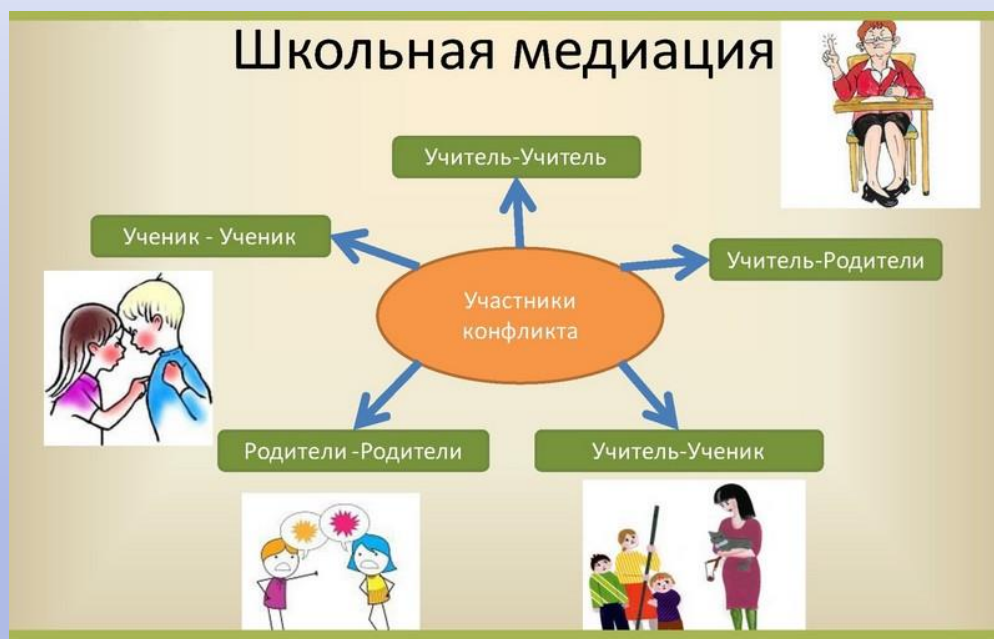 Школьная медиация
Учитель-Учитель
Ученик - Ученик
Учитель-Родители
Участники
конфликта
Родители -Родители
Учитель-Ученик